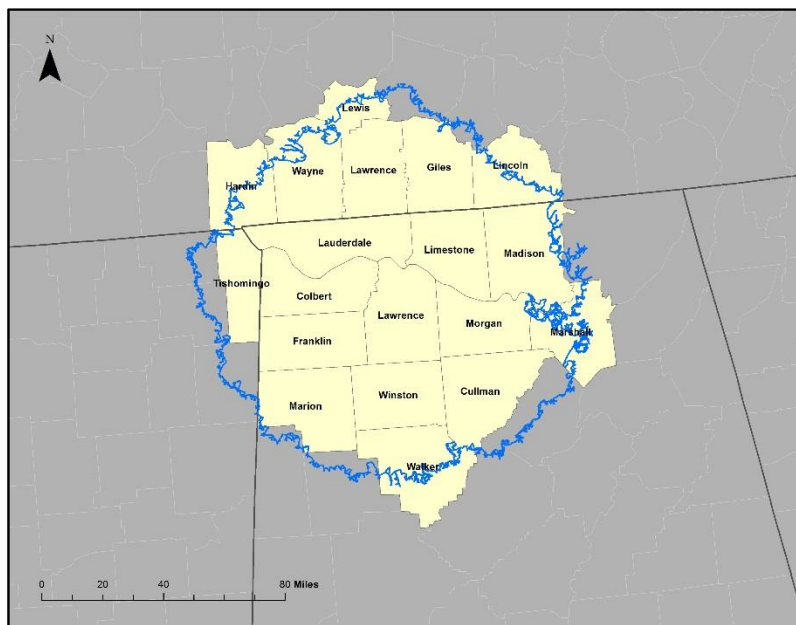 N
Lewis
Hardin
Wayne
Lawrence
Giles
Lincoln
Lauderdale
Limestone
Madison
Tishomingo
Colbert
Franklin
Lawrence
Morgan
Marshall
Marion
Winston
Cullman
Walker
0 20 40 60 80 Miles